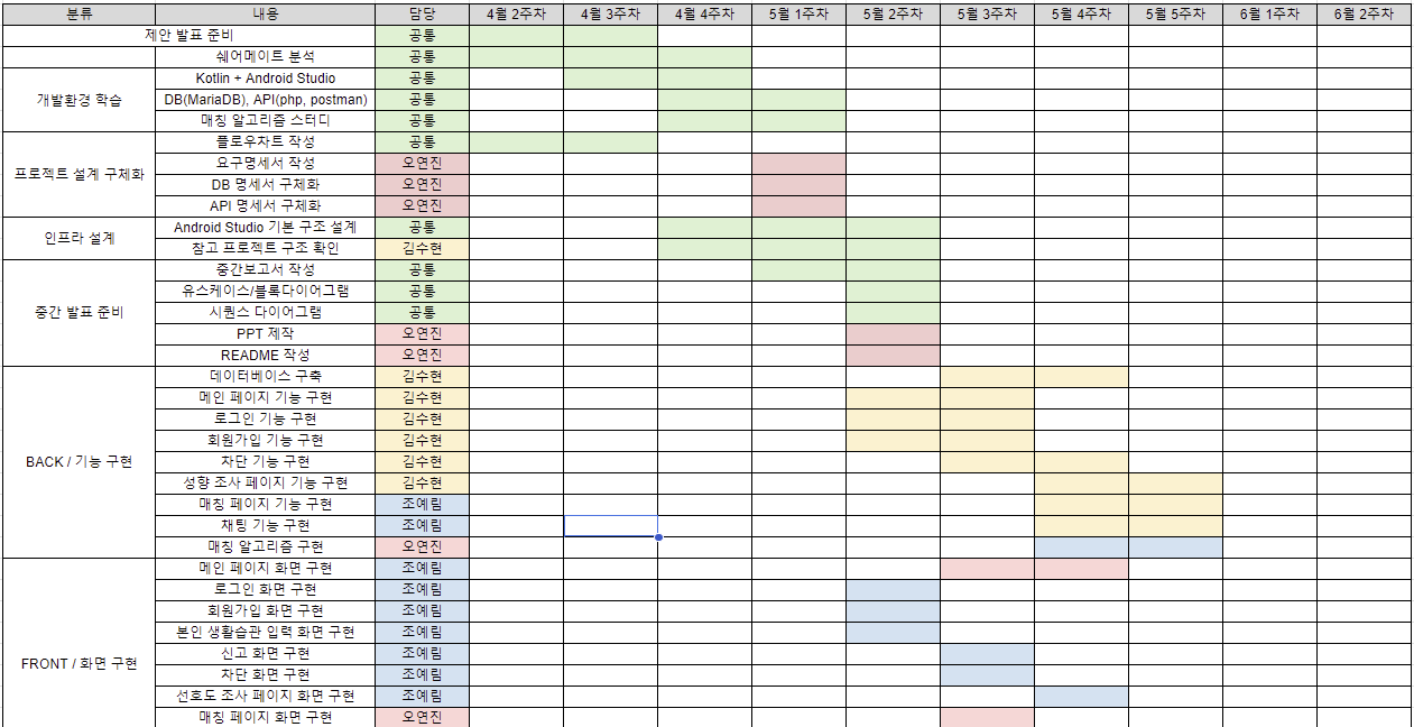 분류 내용 담당 4월 2주차 4월 3주차 4월 4주차 5월 1주차 5월 2주차 5월 3주차 5월 4주차 5월 5주차 6월 1주차 6월 2주차
제안 발표 준비 공통
쉐어메이트 분석 공통
개발환경 학습 Kotlin + Android Studio 공통
DB(MariaDB), API(php, postman) 공통
매칭 알고리즘 스터디 공통
프로젝트 설계 구체화 플로우차트 작성 공통
요구명세서 작성 오연진
DB 명세서 구체화 오연진
API 명세서 구체화 오연진
인프라 설계 Android Studio 기본 구조 설계 공통
참고 프로젝트 구조 확인 김수현
중간 발표 준비 중간보고서 작성 공통
유스케이스/블록다이어그램 공통
시퀀스 다이어그램 공통
PPT 제작 오연진
README 작성 오연진
BACK / 기능 구현 데이터베이스 구축 김수현
메인 페이지 기능 구현 김수현
로그인 기능 구현 김수현
회원가입 기능 구현 김수현
차단 기능 구현 김수현
성향 조사 페이지 기능 구현 김수현
매칭 페이지 기능 구현 조예림
채팅 기능 구현 조예림
매칭 알고리즘 구현 오연진
FRONT / 화면 구현 메인 페이지 화면 구현 조예림
로그인 화면 구현 조예림
회원가입 화면 구현 조예림
본인 생활습관 입력 화면 구현 조예림
신고 화면 구현 조예림
차단 화면 구현 조예림
선호도 조사 페이지 화면 구현 조예림
매칭 페이지 화면 구현 오연진